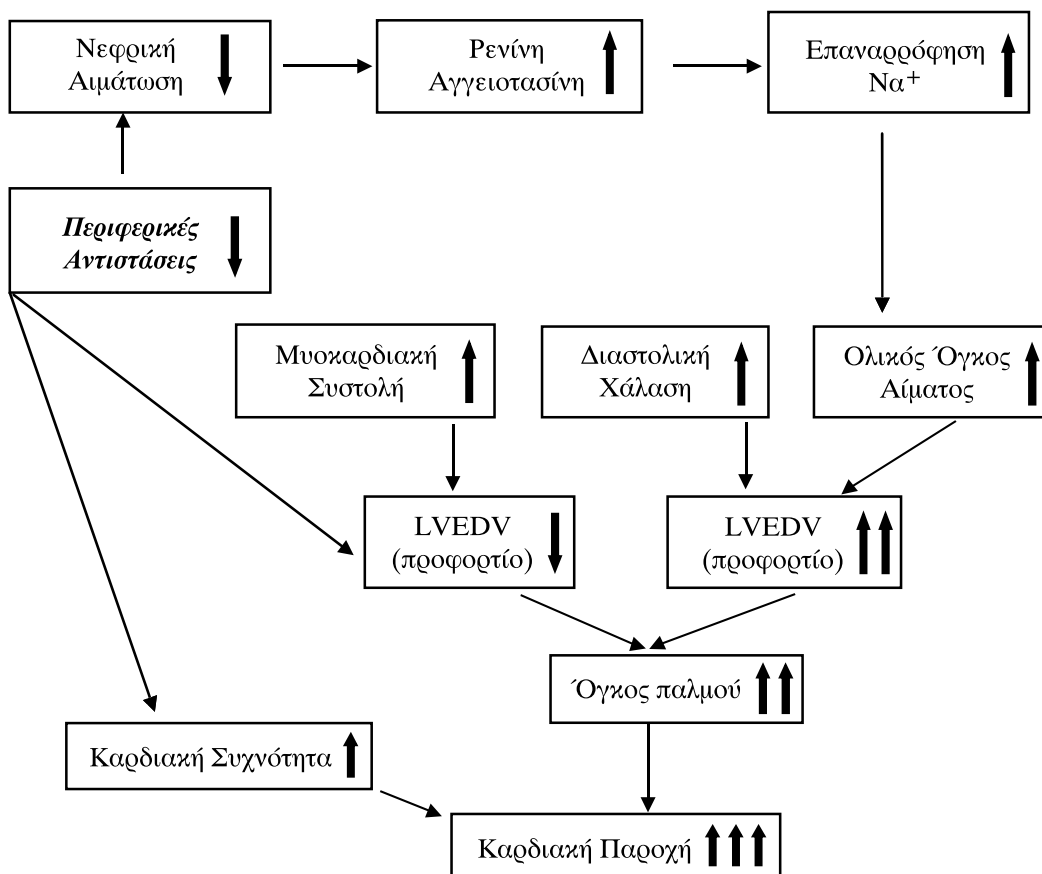 Νεφρική
Αιμάτωση
Ρενίνη
Αγγειοτασίνη
Επαναρρόφηση
Να+
Περιφερικές
Αντιστάσεις
Μυοκαρδιακή
Συστολή
Διαστολική
Χάλαση
Ολικός Όγκος
Αίματος
LVEDV
(προφορτίο)
LVEDV
(προφορτίο)
Όγκος παλμού
Καρδιακή Συχνότητα
Καρδιακή Παροχή